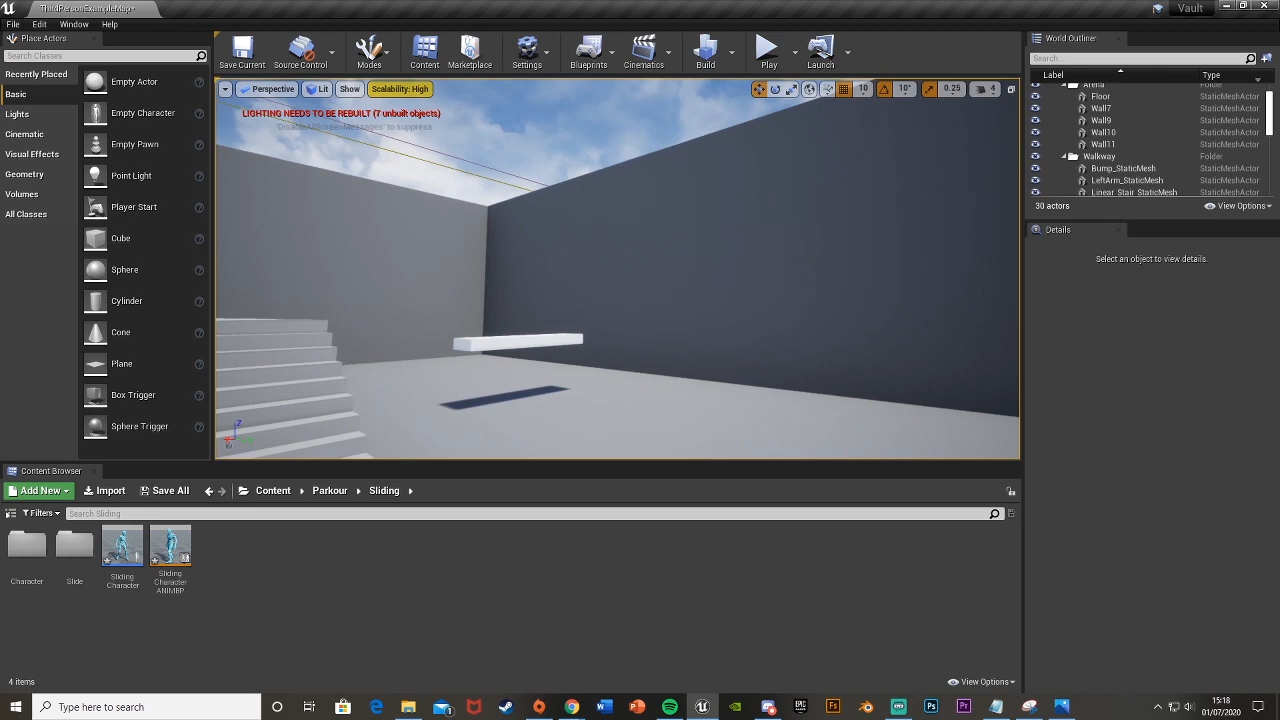 ThirdPersonExampleMap*
Vault
File
Edit
Window
Help
Place Actors
Search Classes
Recently Placed
Basic
Lights
Cinematic
Visual Effects
Geometry
Volumes
All Classes
Empty Actor
Empty Character
Empty Pawn
Point Light
Player Start
Cube
Sphere
Cylinder
Cone
Plane
Box Trigger
Sphere Trigger
Save Current
Source Control
Modes
Content
Marketplace
Settings
Blueprints
Cinematics
Build
Play
Launch
Perspective
Lit
Show
Scalability: High
10
10°
0.25
4
LIGHTING NEEDS TO BE REBUILT (7 unbuilt objects)
'DisableAllScreenMessages' to suppress
Z
World Outliner
Search...
Label
Type
Arena
Folder
Floor
StaticMeshActor
Wall7
StaticMeshActor
Wall9
StaticMeshActor
Wall10
StaticMeshActor
Wall11
StaticMeshActor
Walkway
Folder
Bump_StaticMesh
StaticMeshActor
LeftArm_StaticMesh
StaticMeshActor
Linear_Stair_StaticMesh
StaticMeshActor
30 actors
View Options
Details
Select an object to view details.
Content Browser
Add New
Import
Save All
Content
Parkour
Sliding
Filters
Search Sliding
Character
Slide
Sliding
Character
Sliding
Character
ANIMBP
4 items
View Options
Type here to search
15:18
01/07/2020